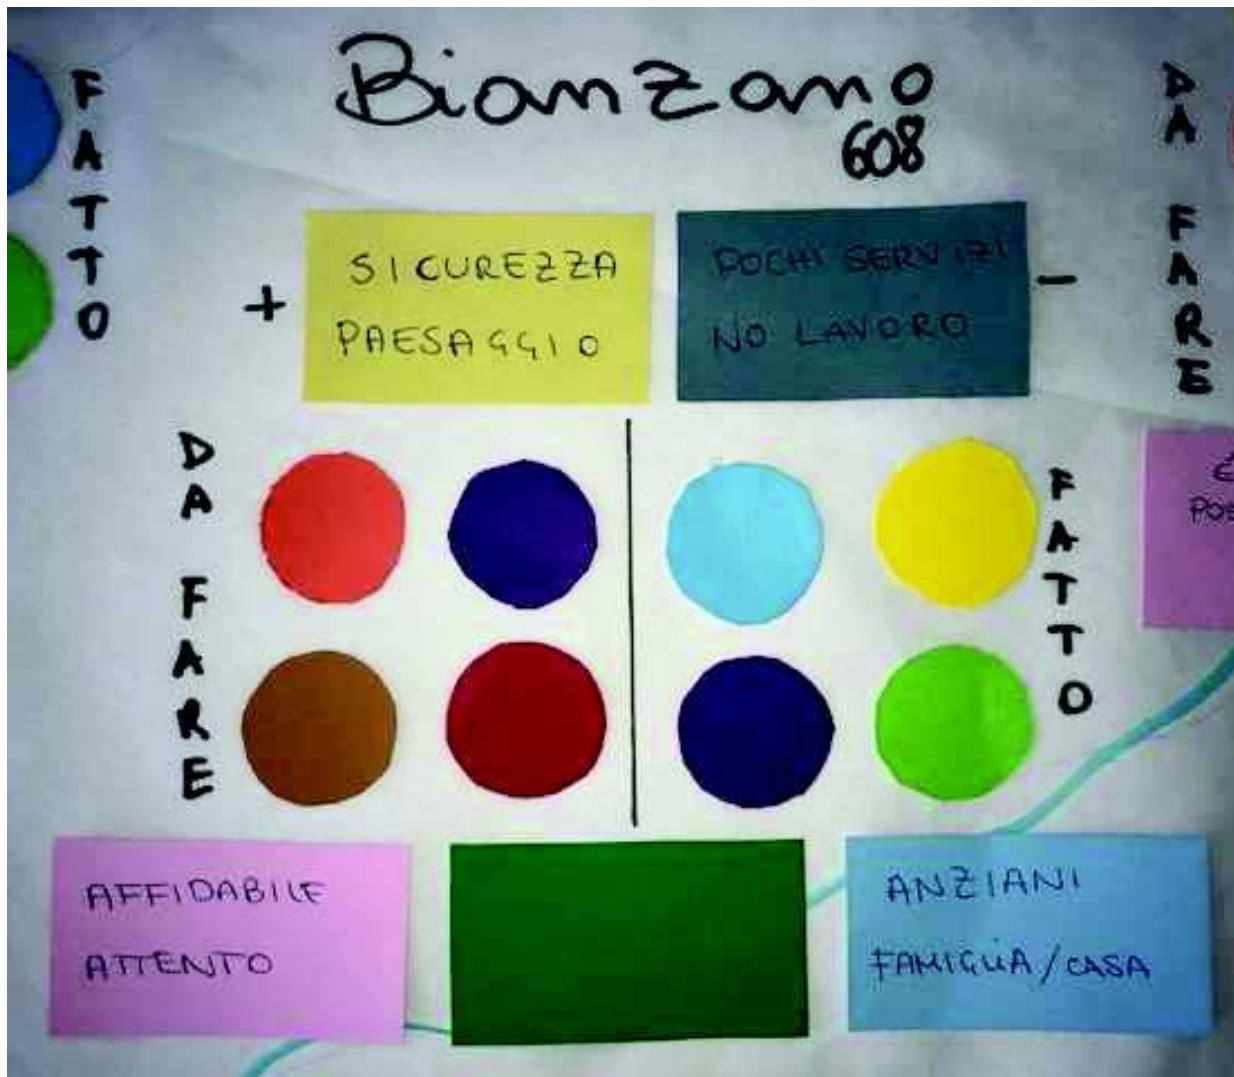 Bianzano
608
FATTO
DA FARE
+
SICUREZZA
PAESAGGIO
POCHI SERVIZI
NO LAVORO
-
DA FARE
FATTO
AFFIDABILE
ATTENTO
ANZIANI
FAMIGLIA/CASA